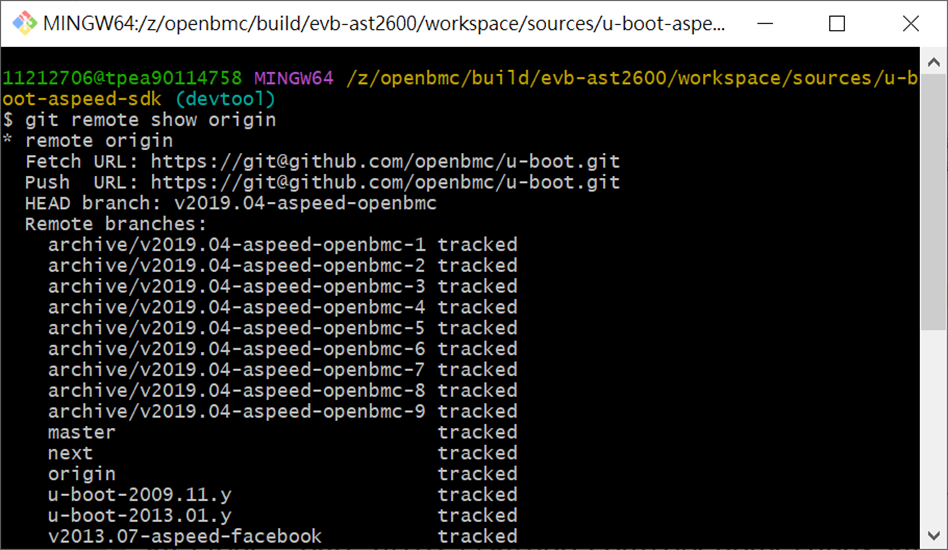 MINGW64:/z/openbmc/build/evb-ast2600/workspace/sources/u-boot-aspe...
11212706@tpea90114758 MINGW64 /z/openbmc/build/evb-ast2600/workspace/sources/u-b
oot-aspeed-sdk (devtool)
$ git remote show origin
* remote origin
  Fetch URL: https://git@github.com/openbmc/u-boot.git
  Push  URL: https://git@github.com/openbmc/u-boot.git
  HEAD branch: v2019.04-aspeed-openbmc
  Remote branches:
    archive/v2019.04-aspeed-openbmc-1 tracked
    archive/v2019.04-aspeed-openbmc-2 tracked
    archive/v2019.04-aspeed-openbmc-3 tracked
    archive/v2019.04-aspeed-openbmc-4 tracked
    archive/v2019.04-aspeed-openbmc-5 tracked
    archive/v2019.04-aspeed-openbmc-6 tracked
    archive/v2019.04-aspeed-openbmc-7 tracked
    archive/v2019.04-aspeed-openbmc-8 tracked
    archive/v2019.04-aspeed-openbmc-9 tracked
    master                            tracked
    next                              tracked
    origin                            tracked
    u-boot-2009.11.y                  tracked
    u-boot-2013.01.y                  tracked
    v2013.07-aspeed-facebook          tracked